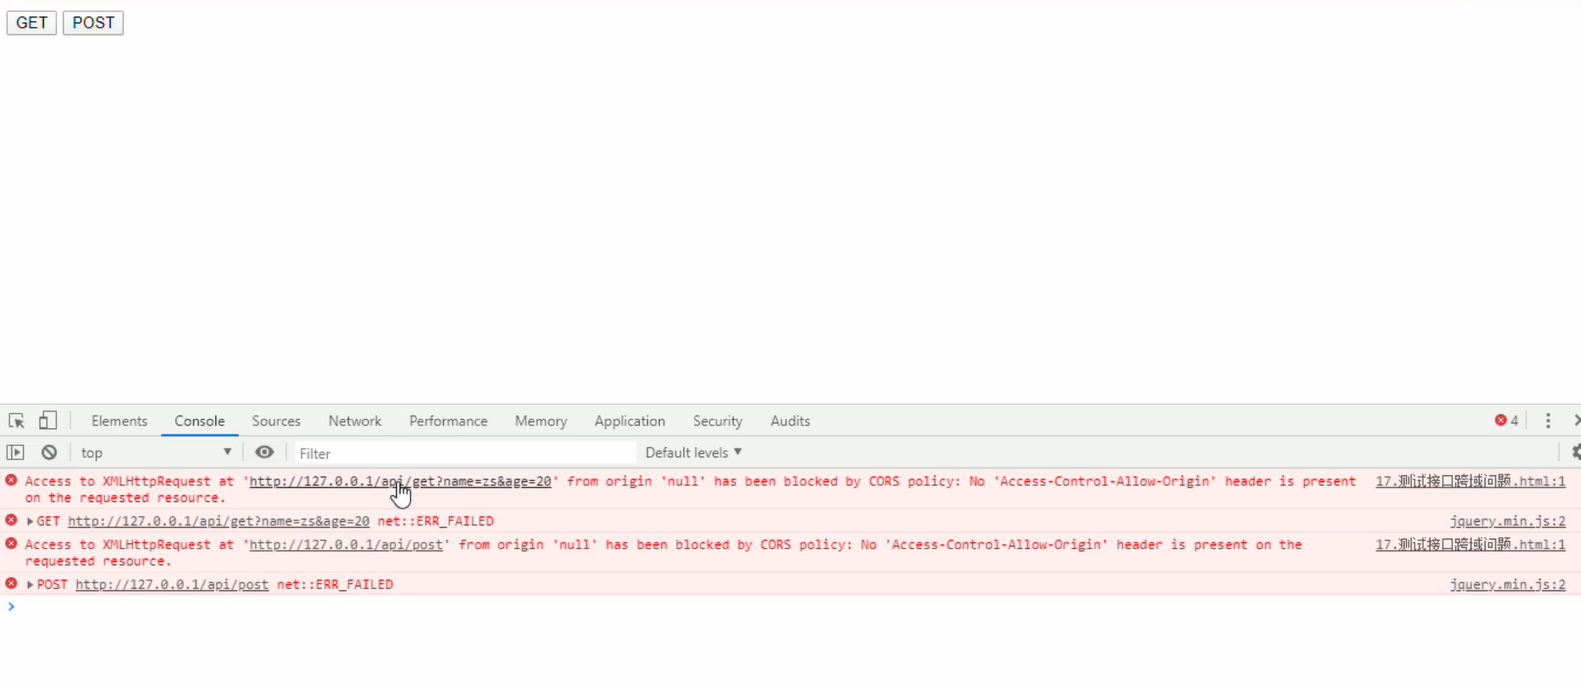 GET POST
Elements Console Sources Network Performance Memory Application Security Audits 4
top Filter Default levels
Access to XMLHttpRequest at 'http://127.0.0.1/api/get?name=zs&age=20' from origin 'null' has been blocked by CORS policy: No 'Access-Control-Allow-Origin' header is present 17.测试接口跨域问题.html:1
on the requested resource.
GET http://127.0.0.1/api/get?name=zs&age=20 net::ERR_FAILED jquery.min.js:2
Access to XMLHttpRequest at 'http://127.0.0.1/api/post' from origin 'null' has been blocked by CORS policy: No 'Access-Control-Allow-Origin' header is present on the 17.测试接口跨域问题.html:1
requested resource.
POST http://127.0.0.1/api/post net::ERR_FAILED jquery.min.js:2